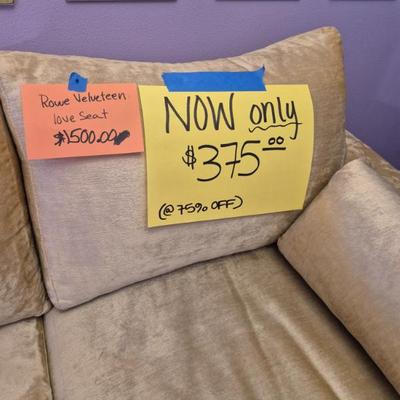 Rowe Velveteen
love seat
$1500.00
NOW only
$375.00
(@ 75% OFF)